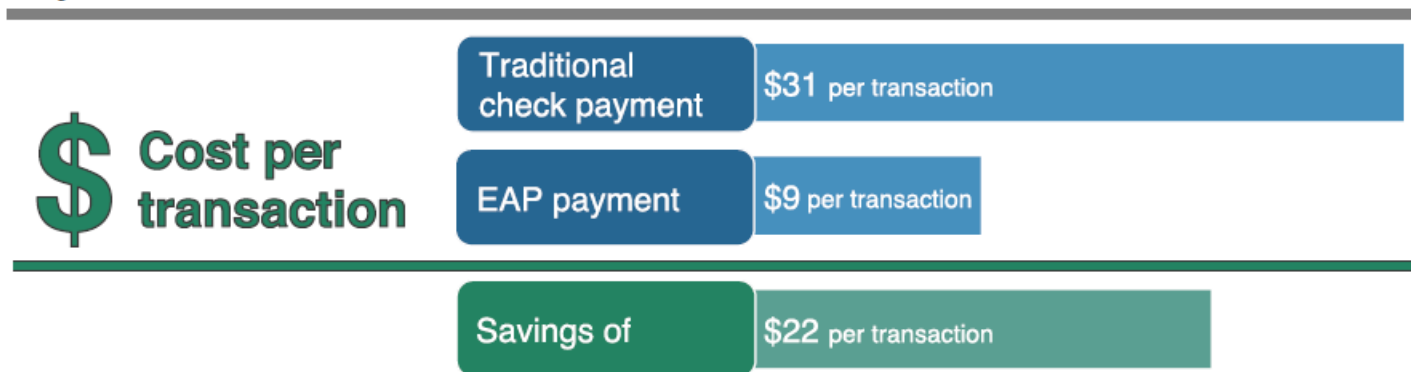 $ Cost per
transaction
Traditional
check payment
$31 per transaction
EAP payment
$9 per transaction
Savings of
$22 per transaction